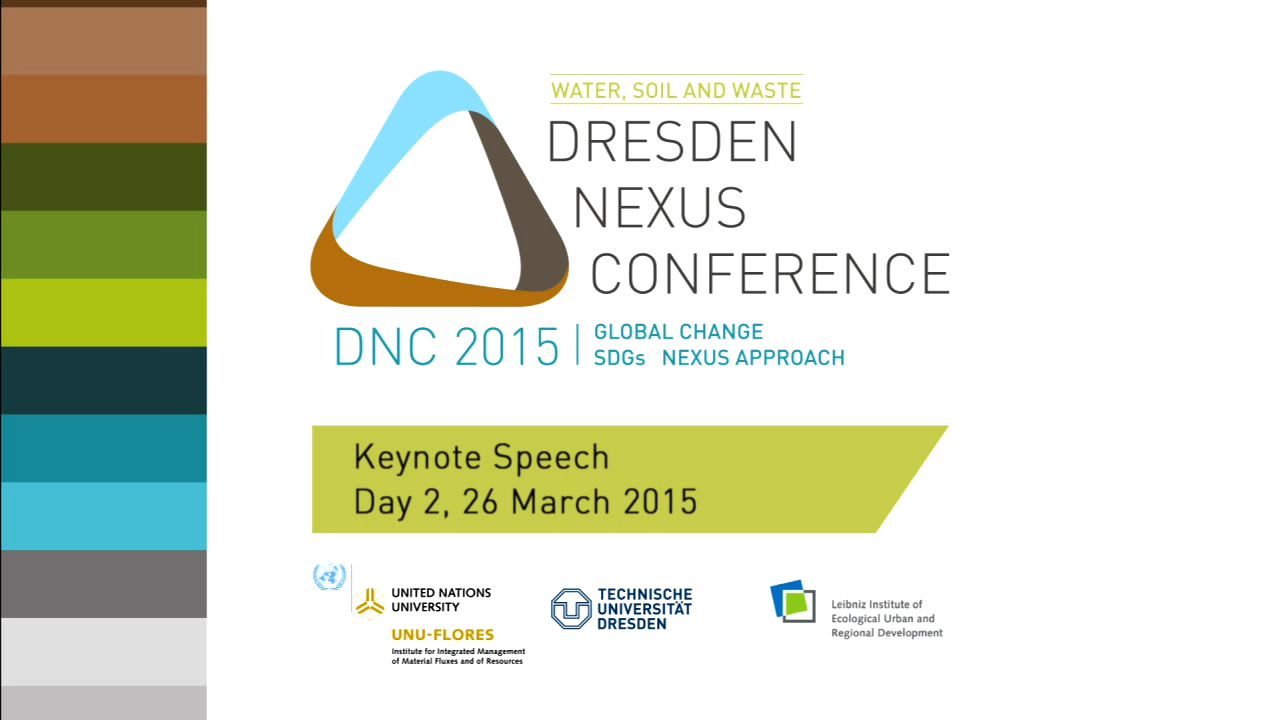 WATER, SOIL AND WASTE
DRESDEN
NEXUS
CONFERENCE
DNC 2015
GLOBAL CHANGE
SDGs NEXUS APPROACH
Keynote Speech
Day 2, 26 March 2015
UNITED NATIONS
UNIVERSITY
UNU-FLORES
Institute for Integrated Management
of Material Fluxes and of Resources
TECHNISCHE
UNIVERSITÄT
DRESDEN
Leibniz Institute of
Ecological Urban and
Regional Development